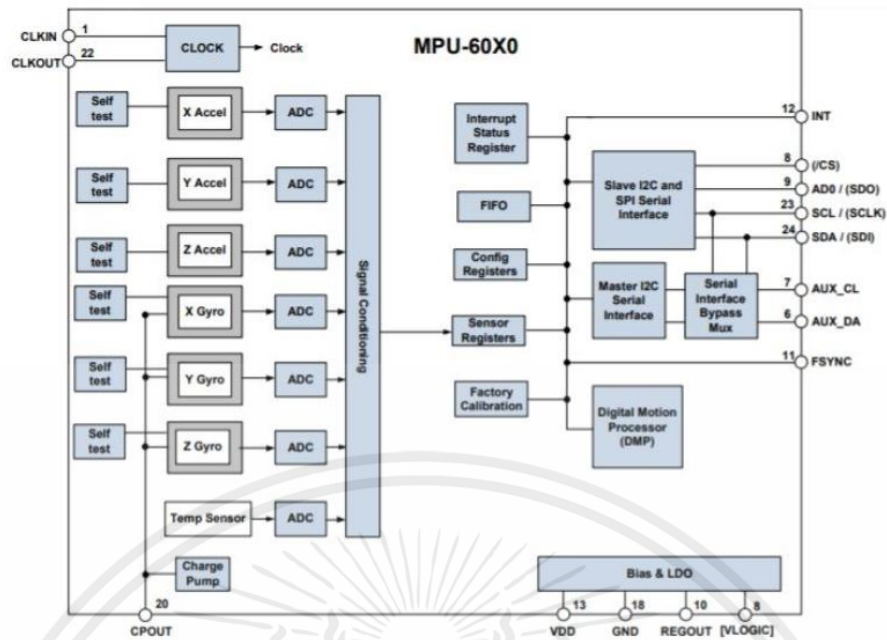 MPU-60X0
CLKIN
1
CLKOUT
22
CLOCK
Clock
Self
test
X Accel
ADC
Self
test
Y Accel
ADC
Self
test
Z Accel
ADC
Self
test
X Gyro
ADC
Self
test
Y Gyro
ADC
Self
test
Z Gyro
ADC
Temp Sensor
ADC
Charge
Pump
20
CPOUT
Signal Conditioning
Interrupt
Status
Register
FIFO
Config
Registers
Sensor
Registers
Factory
Calibration
Slave I2C and
SPI Serial
Interface
Master I2C
Serial
Interface
Serial
Interface
Bypass
Mux
Digital Motion
Processor
(DMP)
12
INT
8
(/CS)
9
AD0 / (SDO)
23
SCL / (SCLK)
24
SDA / (SDI)
7
AUX_CL
6
AUX_DA
11
FSYNC
Bias & LDO
13
VDD
18
GND
10
REGOUT
8
[VLOGIC]